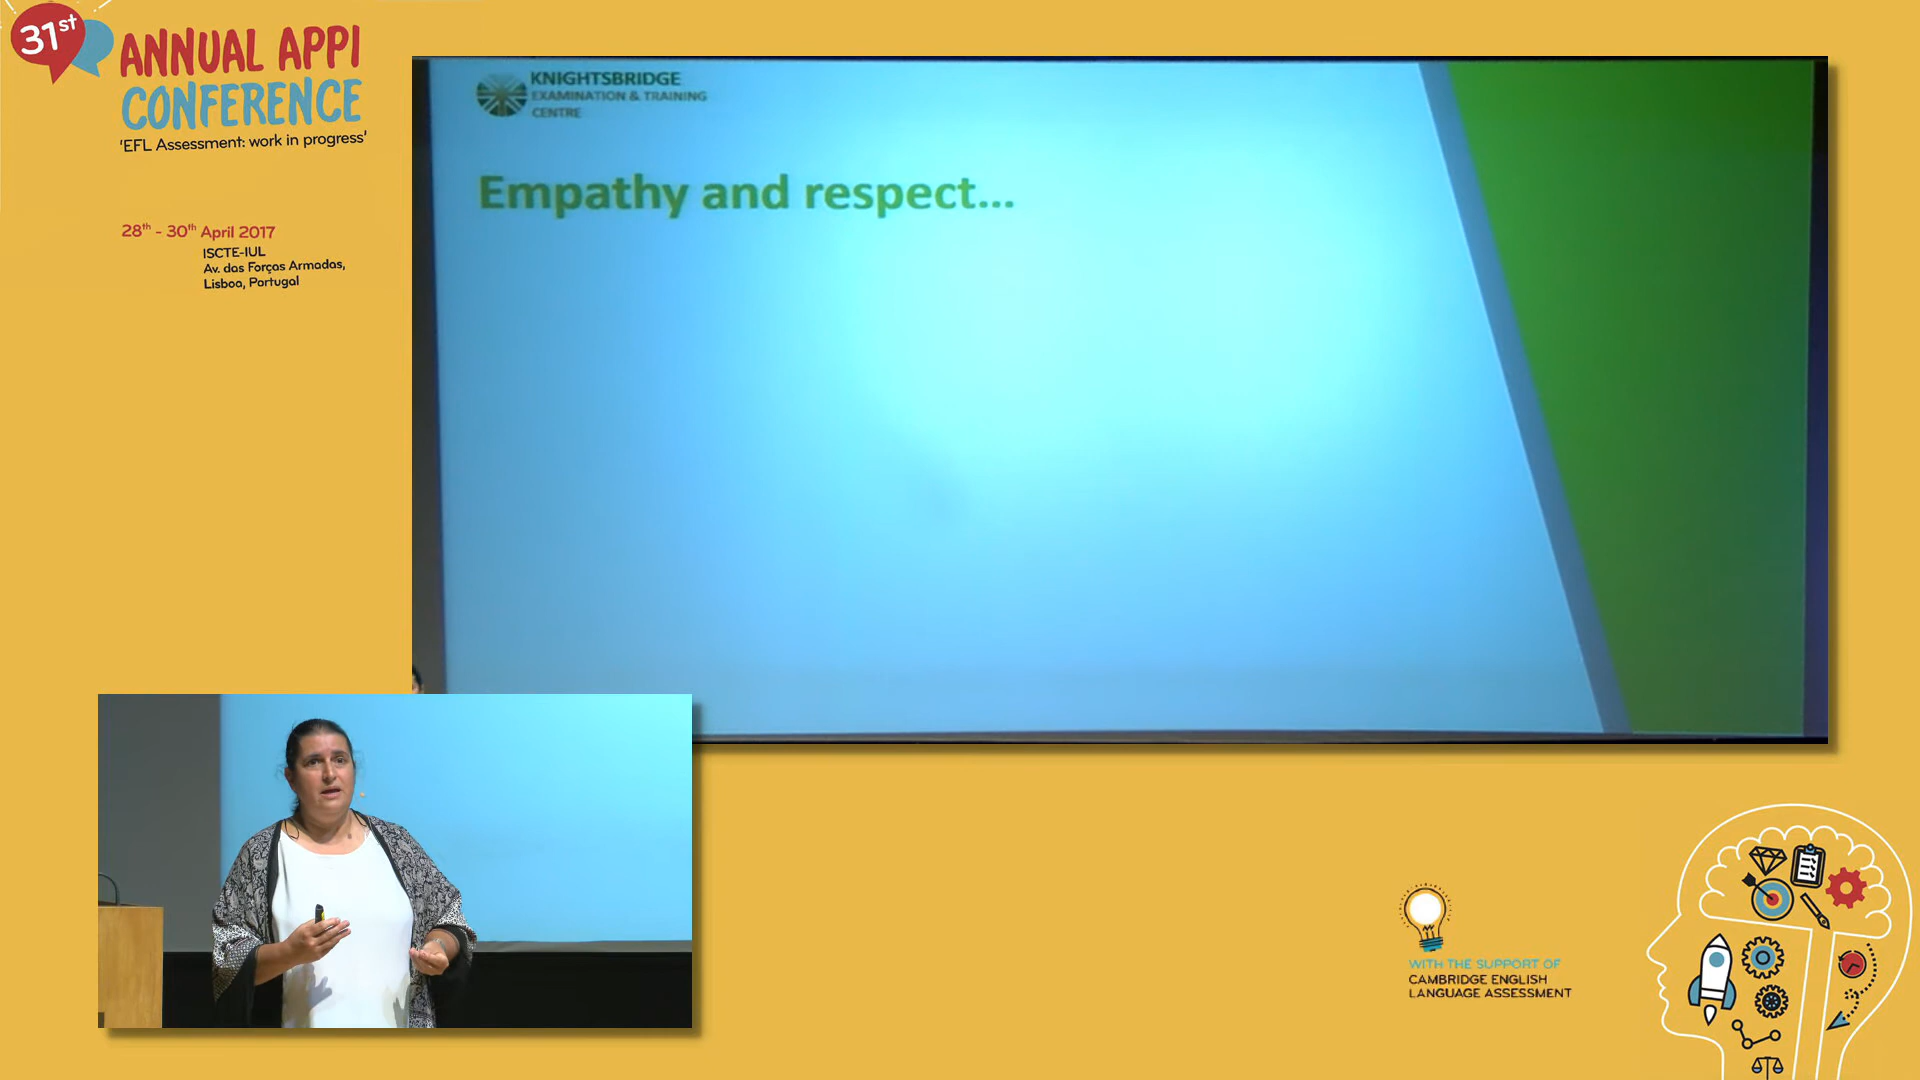 31st
ANNUAL APPI
CONFERENCE
'EFL Assessment: work in progress'
28th - 30th April 2017
ISCTE-IUL
Av. das Forças Armadas,
Lisboa, Portugal
KNIGHTSBRIDGE
EXAMINATION & TRAINING
CENTRE
Empathy and respect...
WITH THE SUPPORT OF
CAMBRIDGE ENGLISH
LANGUAGE ASSESSMENT